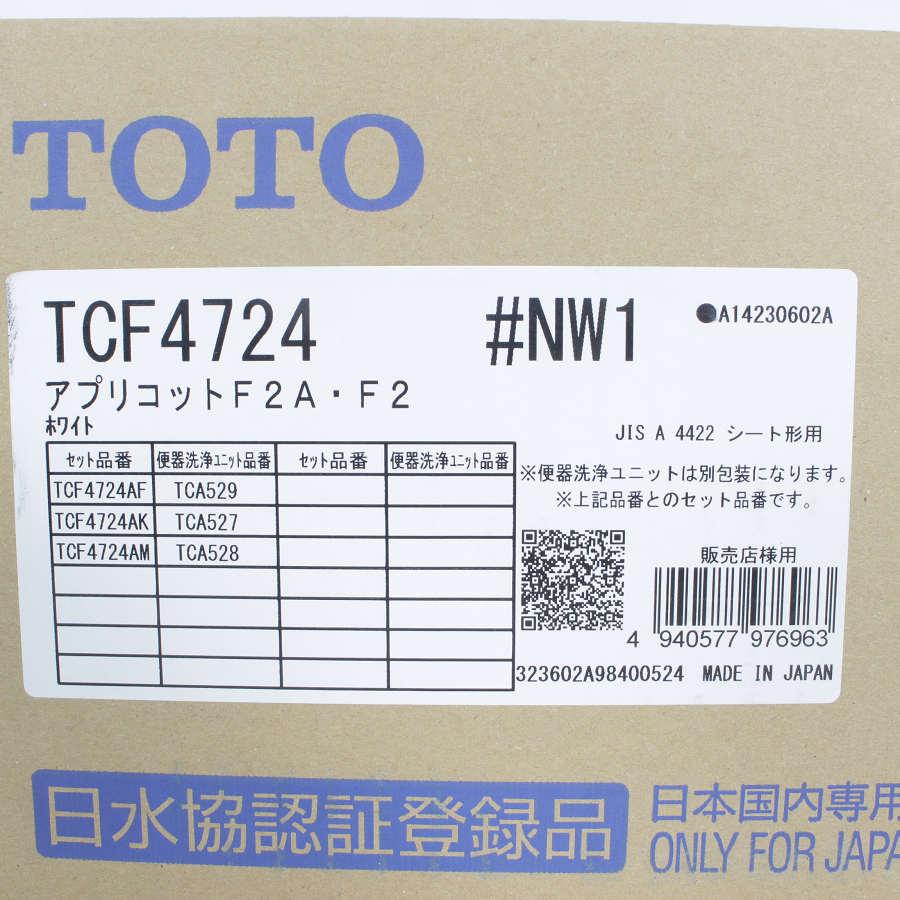 TOTO
TCF4724 #NW1 ●A14230602A
アプリコットF2A・F2
ホワイト
JIS A 4422 シート形用
セット品番 便器洗浄ユニット品番 セット品番 便器洗浄ユニット品番
TCF4724AF TCA529
TCF4724AK TCA527
TCF4724AM TCA528
※便器洗浄ユニットは別包装になります。
※上記品番とのセット品番です。
販売店様用
4 940577 976963
323602A98400524 MADE IN JAPAN
日水協認証登録品
日本国内専用
ONLY FOR JAPA